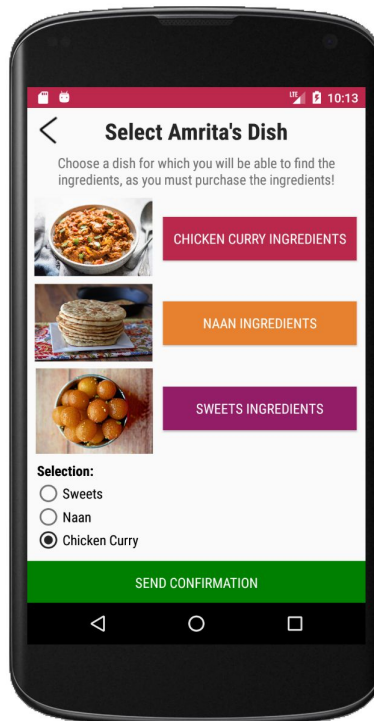 LTE 10:13
Select Amrita's Dish
Choose a dish for which you will be able to find the
ingredients, as you must purchase the ingredients!
CHICKEN CURRY INGREDIENTS
NAAN INGREDIENTS
SWEETS INGREDIENTS
Selection:
Sweets
Naan
Chicken Curry
SEND CONFIRMATION